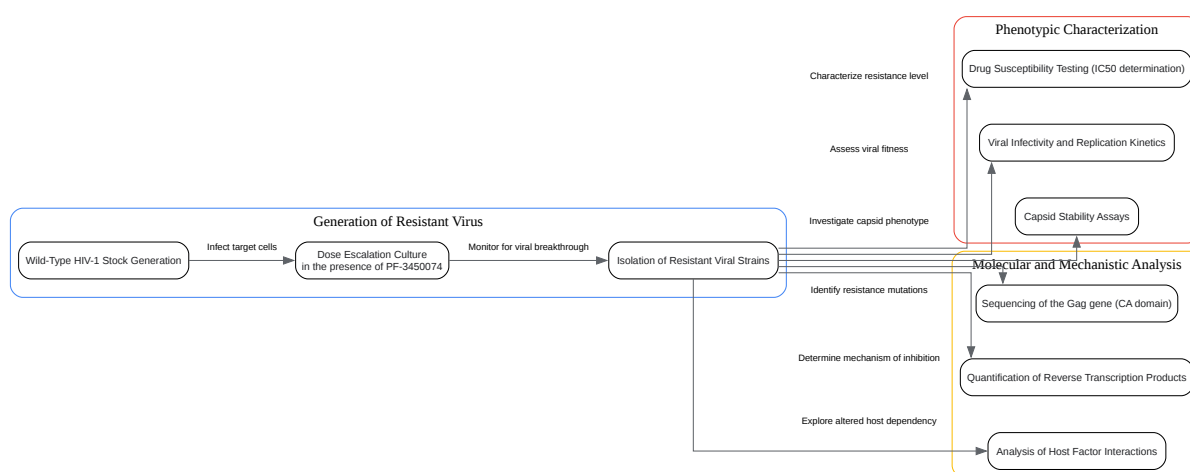 Phenotypic Characterization
Characterize resistance level
Drug Susceptibility Testing (IC50 determination)
Assess viral fitness
Viral Infectivity and Replication Kinetics
Generation of Resistant Virus
Investigate capsid phenotype
Capsid Stability Assays
Wild-Type HIV-1 Stock Generation
Infect target cells
Dose Escalation Culture
in the presence of PF-3450074
Monitor for viral breakthrough
Isolation of Resistant Viral Strains
Molecular and Mechanistic Analysis
Identify resistance mutations
Sequencing of the Gag gene (CA domain)
Determine mechanism of inhibition
Quantification of Reverse Transcription Products
Explore altered host dependency
Analysis of Host Factor Interactions